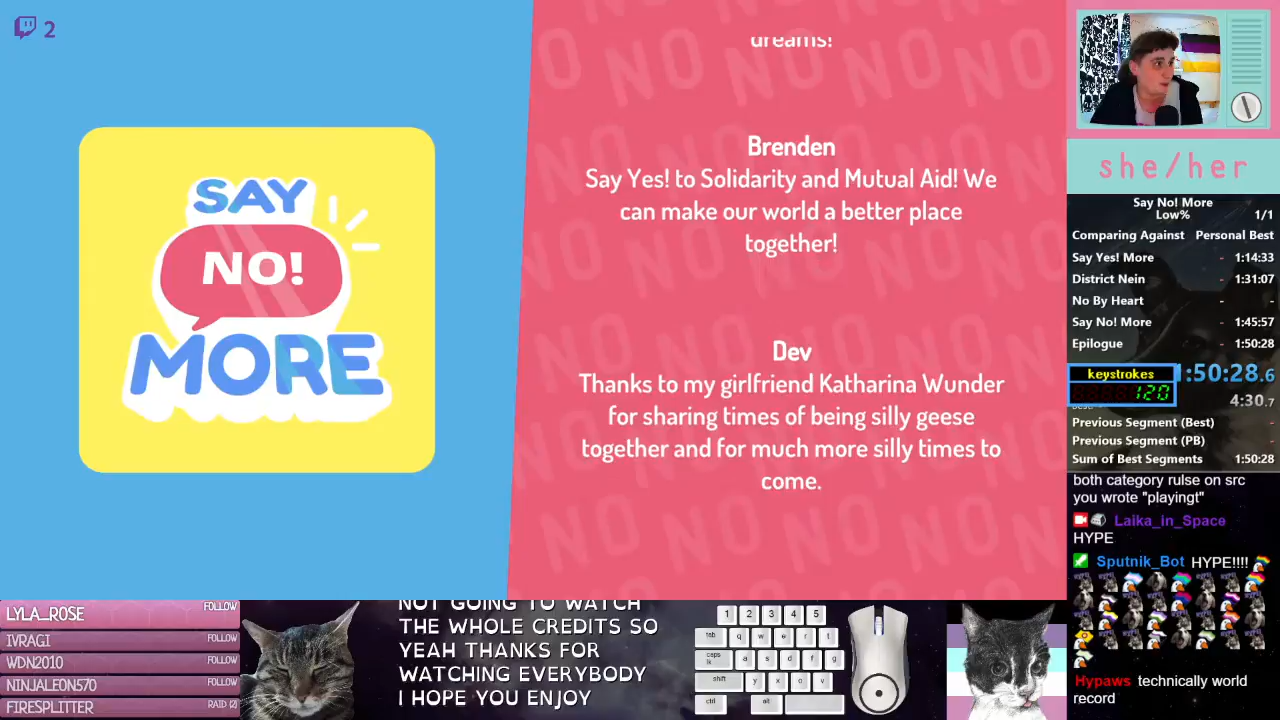 2
dreams!
Brenden
Say Yes! to Solidarity and Mutual Aid! We
can make our world a better place
together!
Dev
Thanks to my girlfriend Katharina Wunder
for sharing times of being silly geese
together and for much more silly times to
come.
SAY
NO!
MORE
she/her
Say No! More
Low% 1/1
Comparing Against Personal Best
Say Yes! More - 1:14:33
District Nein - 1:31:07
No By Heart - -
Say No! More - 1:45:57
Epilogue - 1:50:28
keystrokes 1:50:28.6
120
4:30.7
Previous Segment (Best) -
Previous Segment (PB) -
Sum of Best Segments 1:50:28
both category rulse on src
you wrote "playingt"
Laika_in_Space
HYPE
Sputnik_Bot HYPE!!!!
Hypaws technically world
record
LYLA_ROSE FOLLOW
IVRAGI FOLLOW
WDN2010 FOLLOW
NINJALE0N570 FOLLOW
FIRESPLITTER RAID (2)
NOT GOING TO WATCH
THE WHOLE CREDITS SO
YEAH THANKS FOR
WATCHING EVERYBODY
I HOPE YOU ENJOY
1 2 3 4 5
tab q w e r t
caps lk a s d f g
shift y x c v
ctrl alt